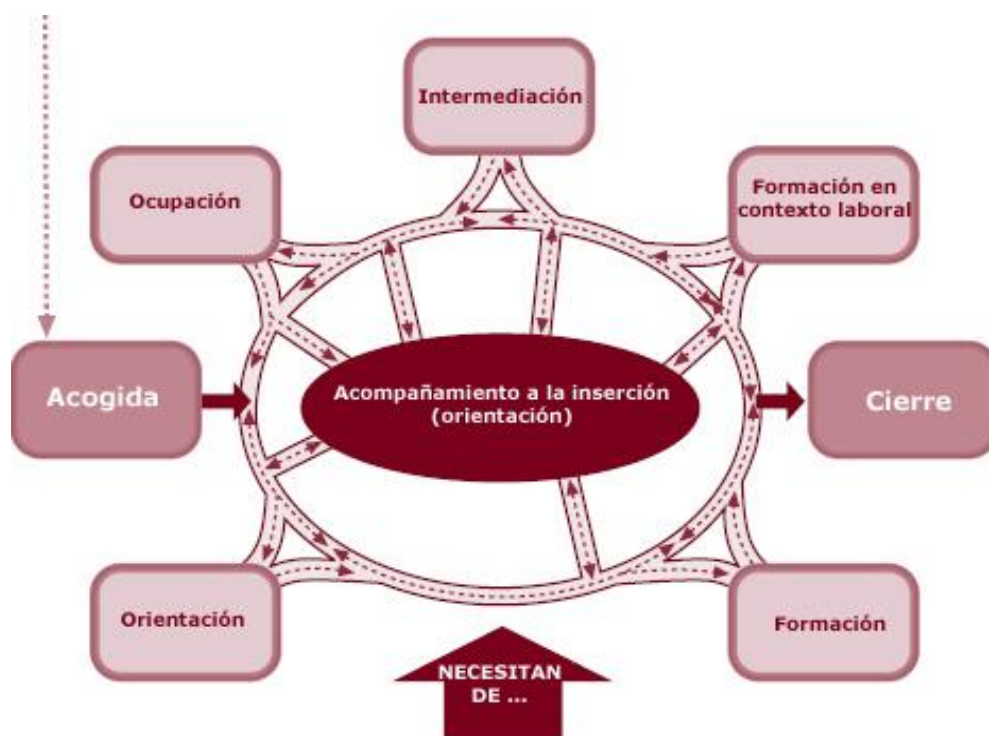 Intermediación
Ocupación
Formación en
contexto laboral
Acogida
Acompañamiento a la inserción
(orientación)
Cierre
Orientación
Formación
NECESITAN
DE ...